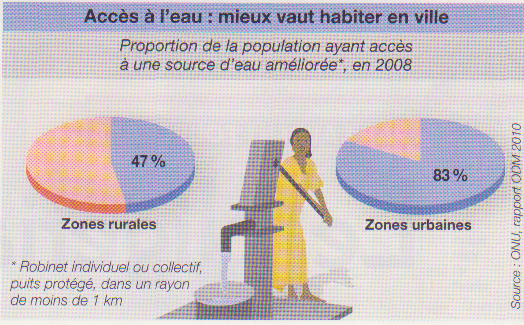 Accès à l'eau : mieux vaut habiter en ville
Proportion de la population ayant accès
à une source d'eau améliorée*, en 2008
47 %
83 %
Zones rurales
Zones urbaines
* Robinet individuel ou collectif,
puits protégé, dans un rayon
de moins de 1 km
Source : ONU, rapport ODM 2010